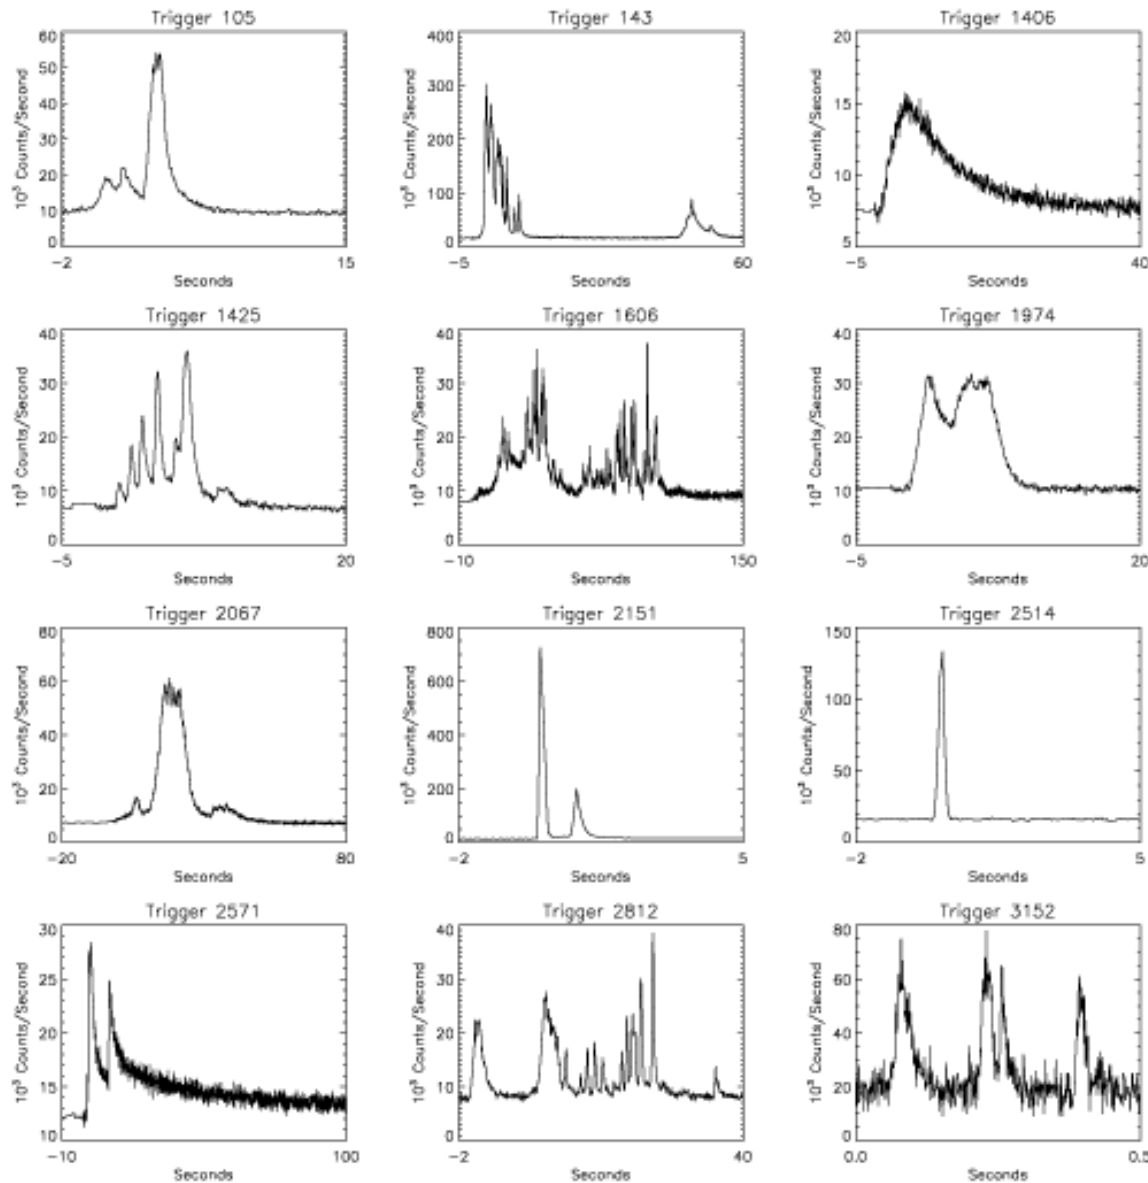 Trigger 105
10³ Counts/Second
60
50
40
30
20
10
0
-2
15
Seconds
Trigger 143
10³ Counts/Second
400
300
200
100
0
-5
60
Seconds
Trigger 1406
10³ Counts/Second
20
15
10
5
-5
40
Seconds
Trigger 1425
10³ Counts/Second
40
30
20
10
0
-5
20
Seconds
Trigger 1606
10³ Counts/Second
40
30
20
10
0
-10
150
Seconds
Trigger 1974
10³ Counts/Second
40
30
20
10
0
-5
20
Seconds
Trigger 2067
10³ Counts/Second
80
60
40
20
0
-20
80
Seconds
Trigger 2151
10³ Counts/Second
800
600
400
200
0
-2
5
Seconds
Trigger 2514
10³ Counts/Second
150
100
50
0
-2
5
Seconds
Trigger 2571
10³ Counts/Second
30
25
20
15
10
-10
100
Seconds
Trigger 2812
10³ Counts/Second
40
30
20
10
0
-2
40
Seconds
Trigger 3152
10³ Counts/Second
80
60
40
20
0
0.0
0.5
Seconds